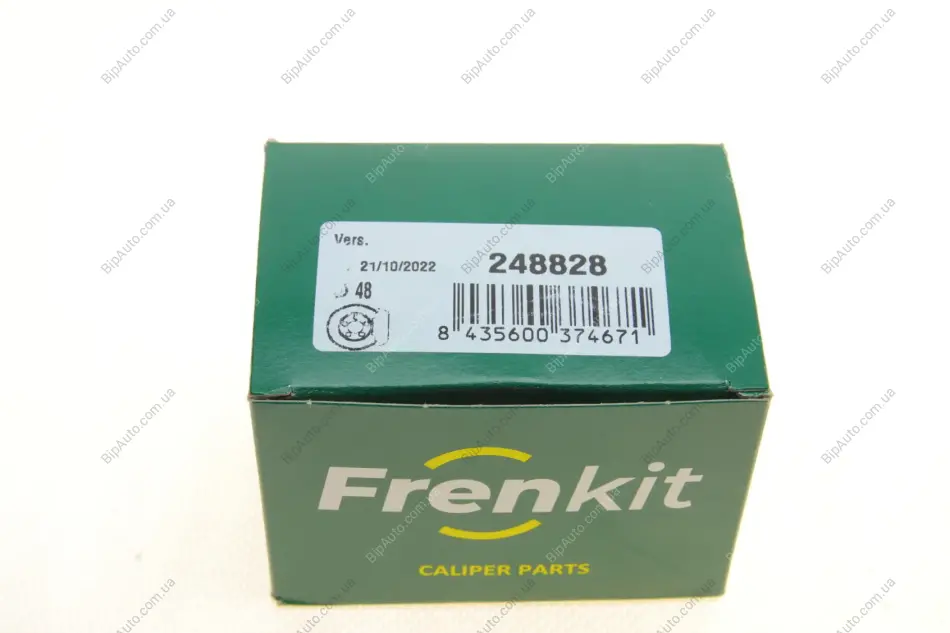 Vers.
21/10/2022
248828
48
8 435600 374671
Frenkit
CALIPER PARTS
BipAuto.com.ua